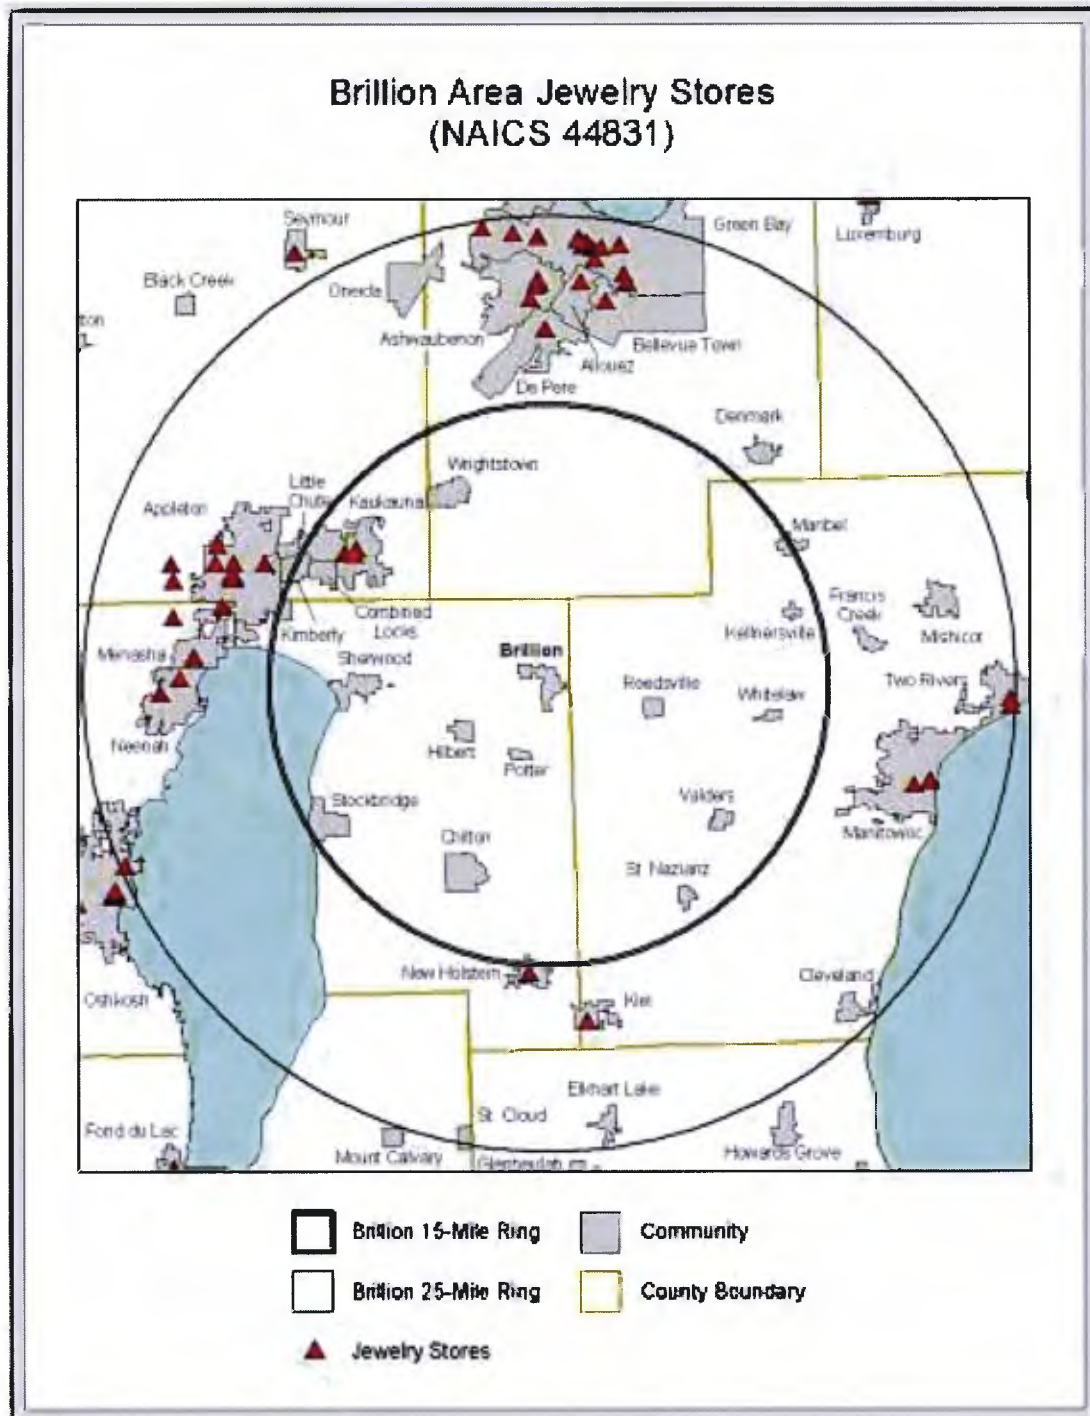 Brillion Area Jewelry Stores
(NAICS 44831)
Seymour
Green Bay
Luxemburg
Black Creek
Oneida
ton
Ashwaubenon
Bellevue Town
Allouez
De Pere
Denmark
Wrightstown
Little
Chute
Kaukauna
Appleton
Maribel
Francis
Creek
Combined
Locks
Kimberly
Kellnersville
Mishicot
Menasha
Sherwood
Brillion
Reedsville
Whitelaw
Two Rivers
Neenah
Hilbert
Potter
Stockbridge
Valders
Manitowoc
Chilton
St Nazianz
New Holstein
Cleveland
Oshkosh
Kiel
Elkhart Lake
St. Cloud
Fond du Lac
Mount Calvary
Glenbeulah
Howards Grove
Brillion 15-Mile Ring
Community
Brillion 25-Mile Ring
County Boundary
Jewelry Stores